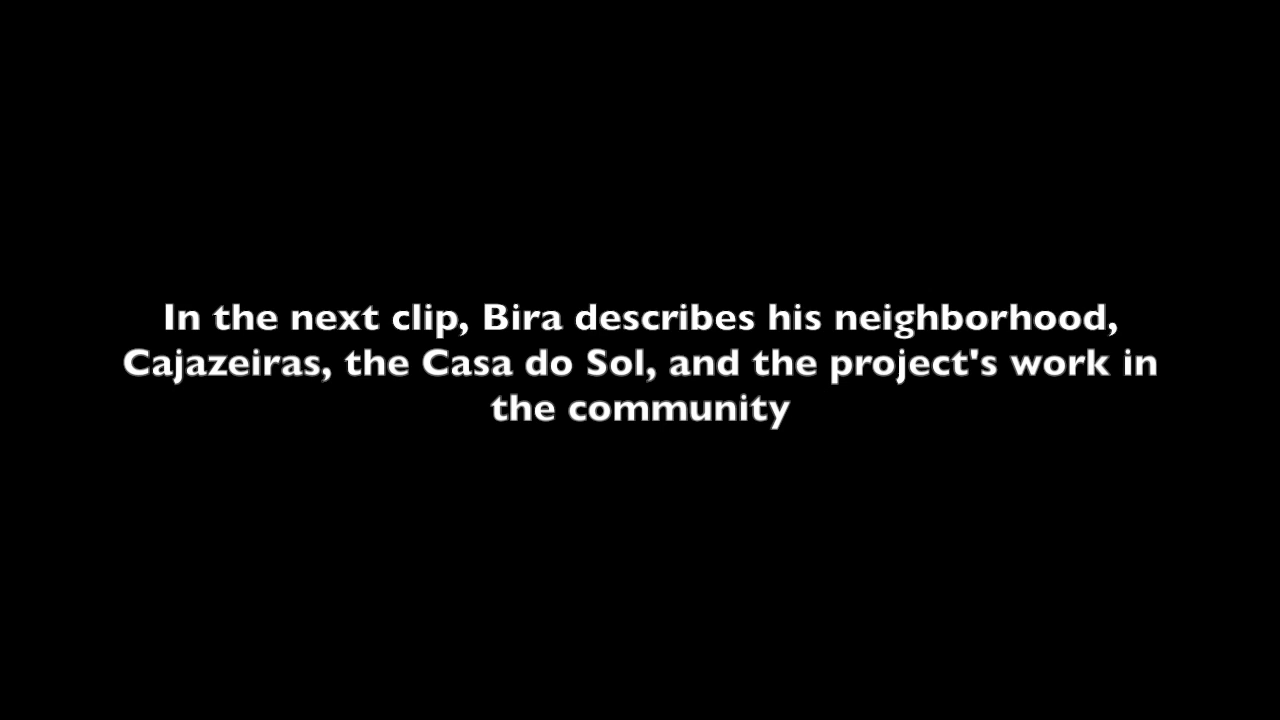 In the next clip, Bira describes his neighborhood,
Cajazeiras, the Casa do Sol, and the project's work in
the community